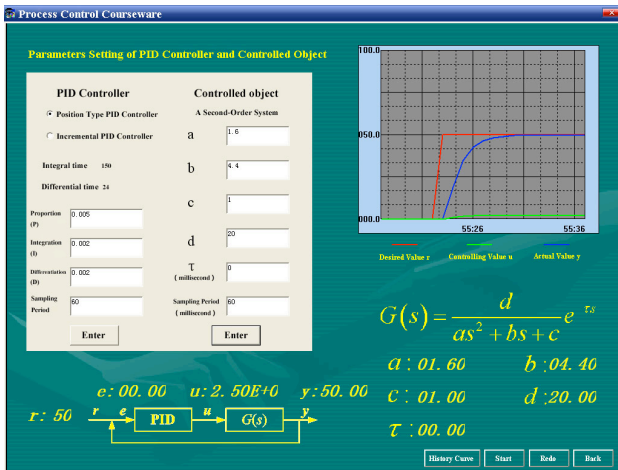 Process Control Courseware
Parameters Setting of PID Controller and Controlled Object
PID Controller
Position Type PID Controller
Incremental PID Controller
Integral time 150
Differential time 24
Proportion (P) 0.005
Integration (I) 0.002
Differentiation (D) 0.002
Sampling Period 60
Enter
Controlled object
A Second-Order System
a 1.6
b 4.4
c 1
d 20
τ (millisecond) 0
Sampling Period (millisecond) 60
Enter
100.0
050.0
000.0
55:26 55:36
Desired Value r Controlling Value u Actual Value y
G(s) = d / as² + bs + c e τs
a:01.60 b:04.40
c:01.00 d:20.00
τ:00.00
e:00.00 u:2.50E+0 y:50.00
r:50 r e PID u G(s) y
History Curve Start Redo Back